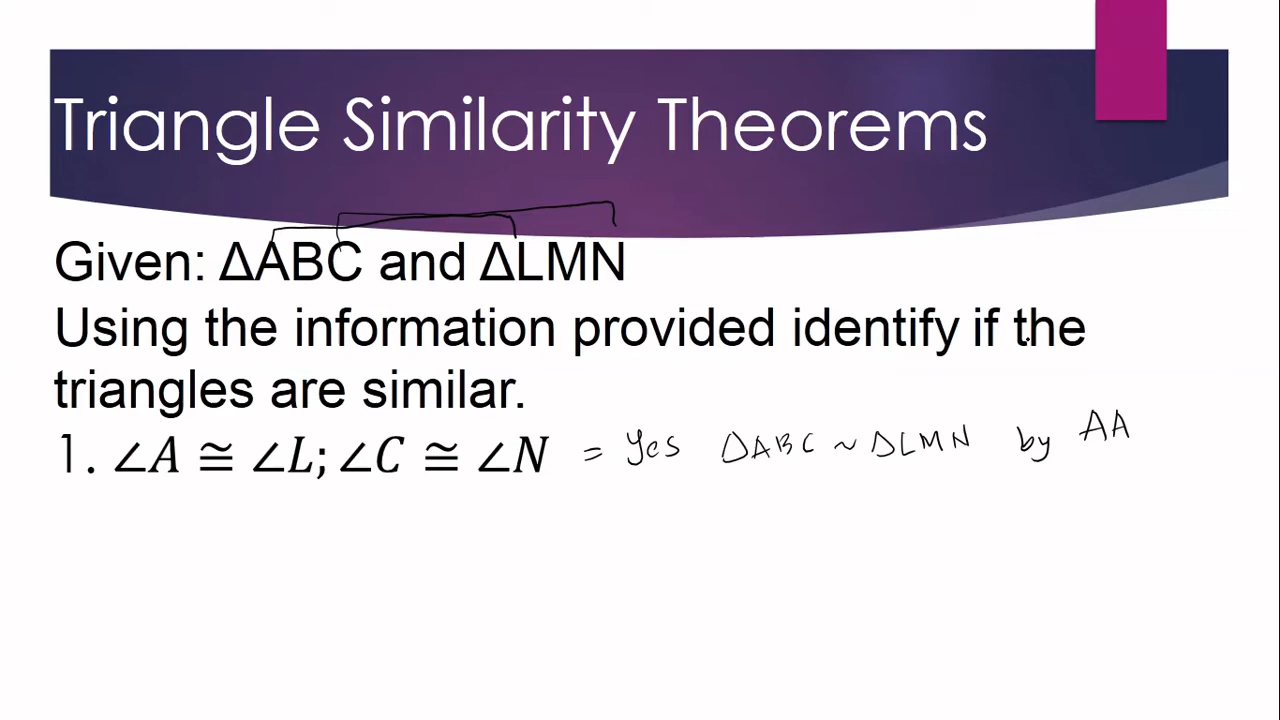 Triangle Similarity Theorems
Given: ΔABC and ΔLMN
Using the information provided identify if the
triangles are similar.
1. ∠A ≅ ∠L; ∠C ≅ ∠N = Yes ΔABC ~ ΔLMN by AA